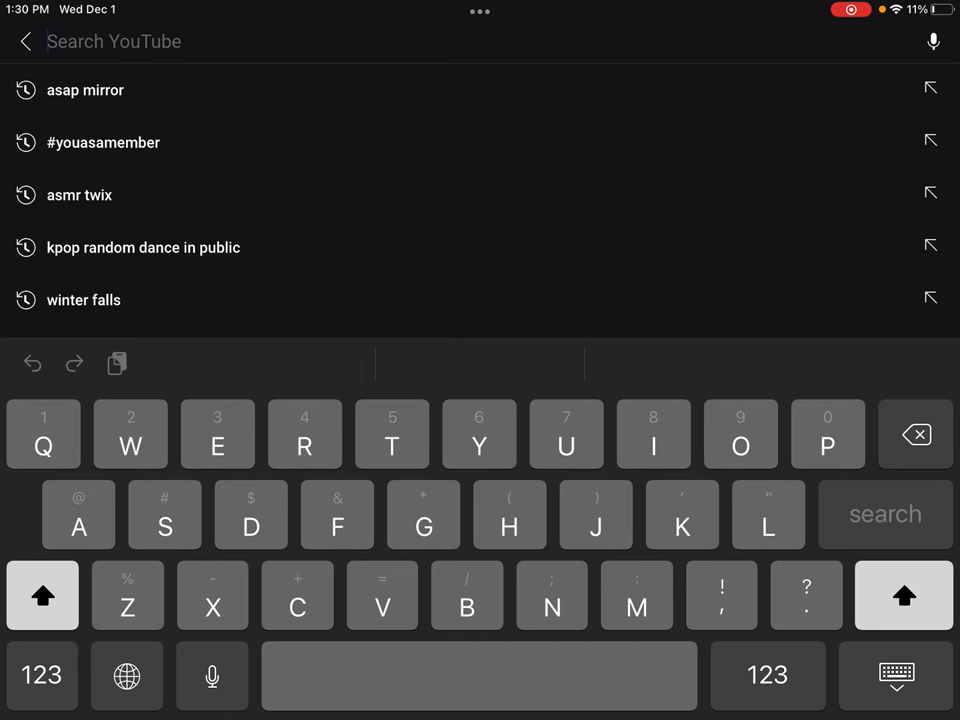 1:30 PM Wed Dec 1 11%
Search YouTube
asap mirror
#youasamember
asmr twix
kpop random dance in public
winter falls
1 2 3 4 5 6 7 8 9 0
Q W E R T Y U I O P
@ # $ & * ( ) ' "
A S D F G H J K L search
% - + = / ; : ! ?
Z X C V B N M , .
123 123